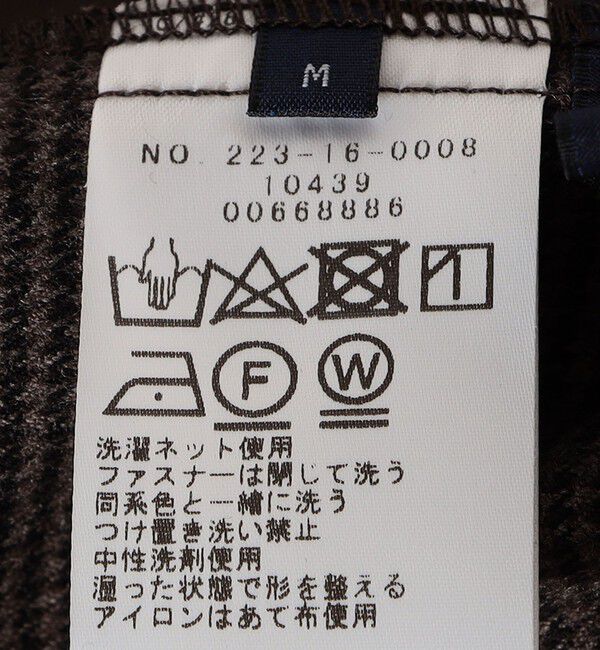 M
NO. 223-16-0008
10439
00668886
F W
洗濯ネット使用
ファスナーは閉じて洗う
同系色と一緒に洗う
つけ置き洗い禁止
中性洗剤使用
湿った状態で形を整える
アイロンはあて布使用